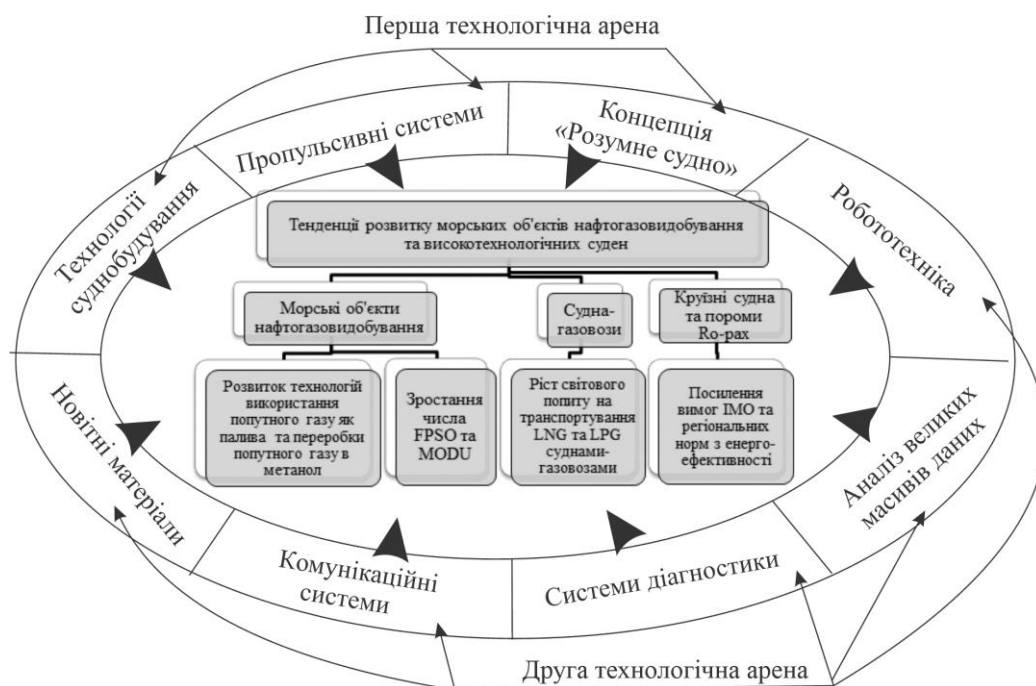 Перша технологічна арена
Пропульсивні системи
Концепція
«Розумне судно»
Технології
суднобудування
Робототехніка
Тенденції розвитку морських об'єктів нафтогазовидобування
та високотехнологічних суден
Морські об'єкти
нафтогазовидобування
Судна-
газовози
Круїзні судна
та пороми
Ro-pax
Розвиток технологій
використання
попутного газу як
палива та переробки
попутного газу в
метанол
Зростання
числа
FPSO та
MODU
Ріст світового
попиту на
транспортування
LNG та LPG
суднами-
газовозами
Посилення
вимог ІМО та
регіональних
норм з енерго-
ефективності
Новітні матеріали
Комунікаційні
системи
Системи діагностики
Аналіз великих
масивів даних
Друга технологічна арена